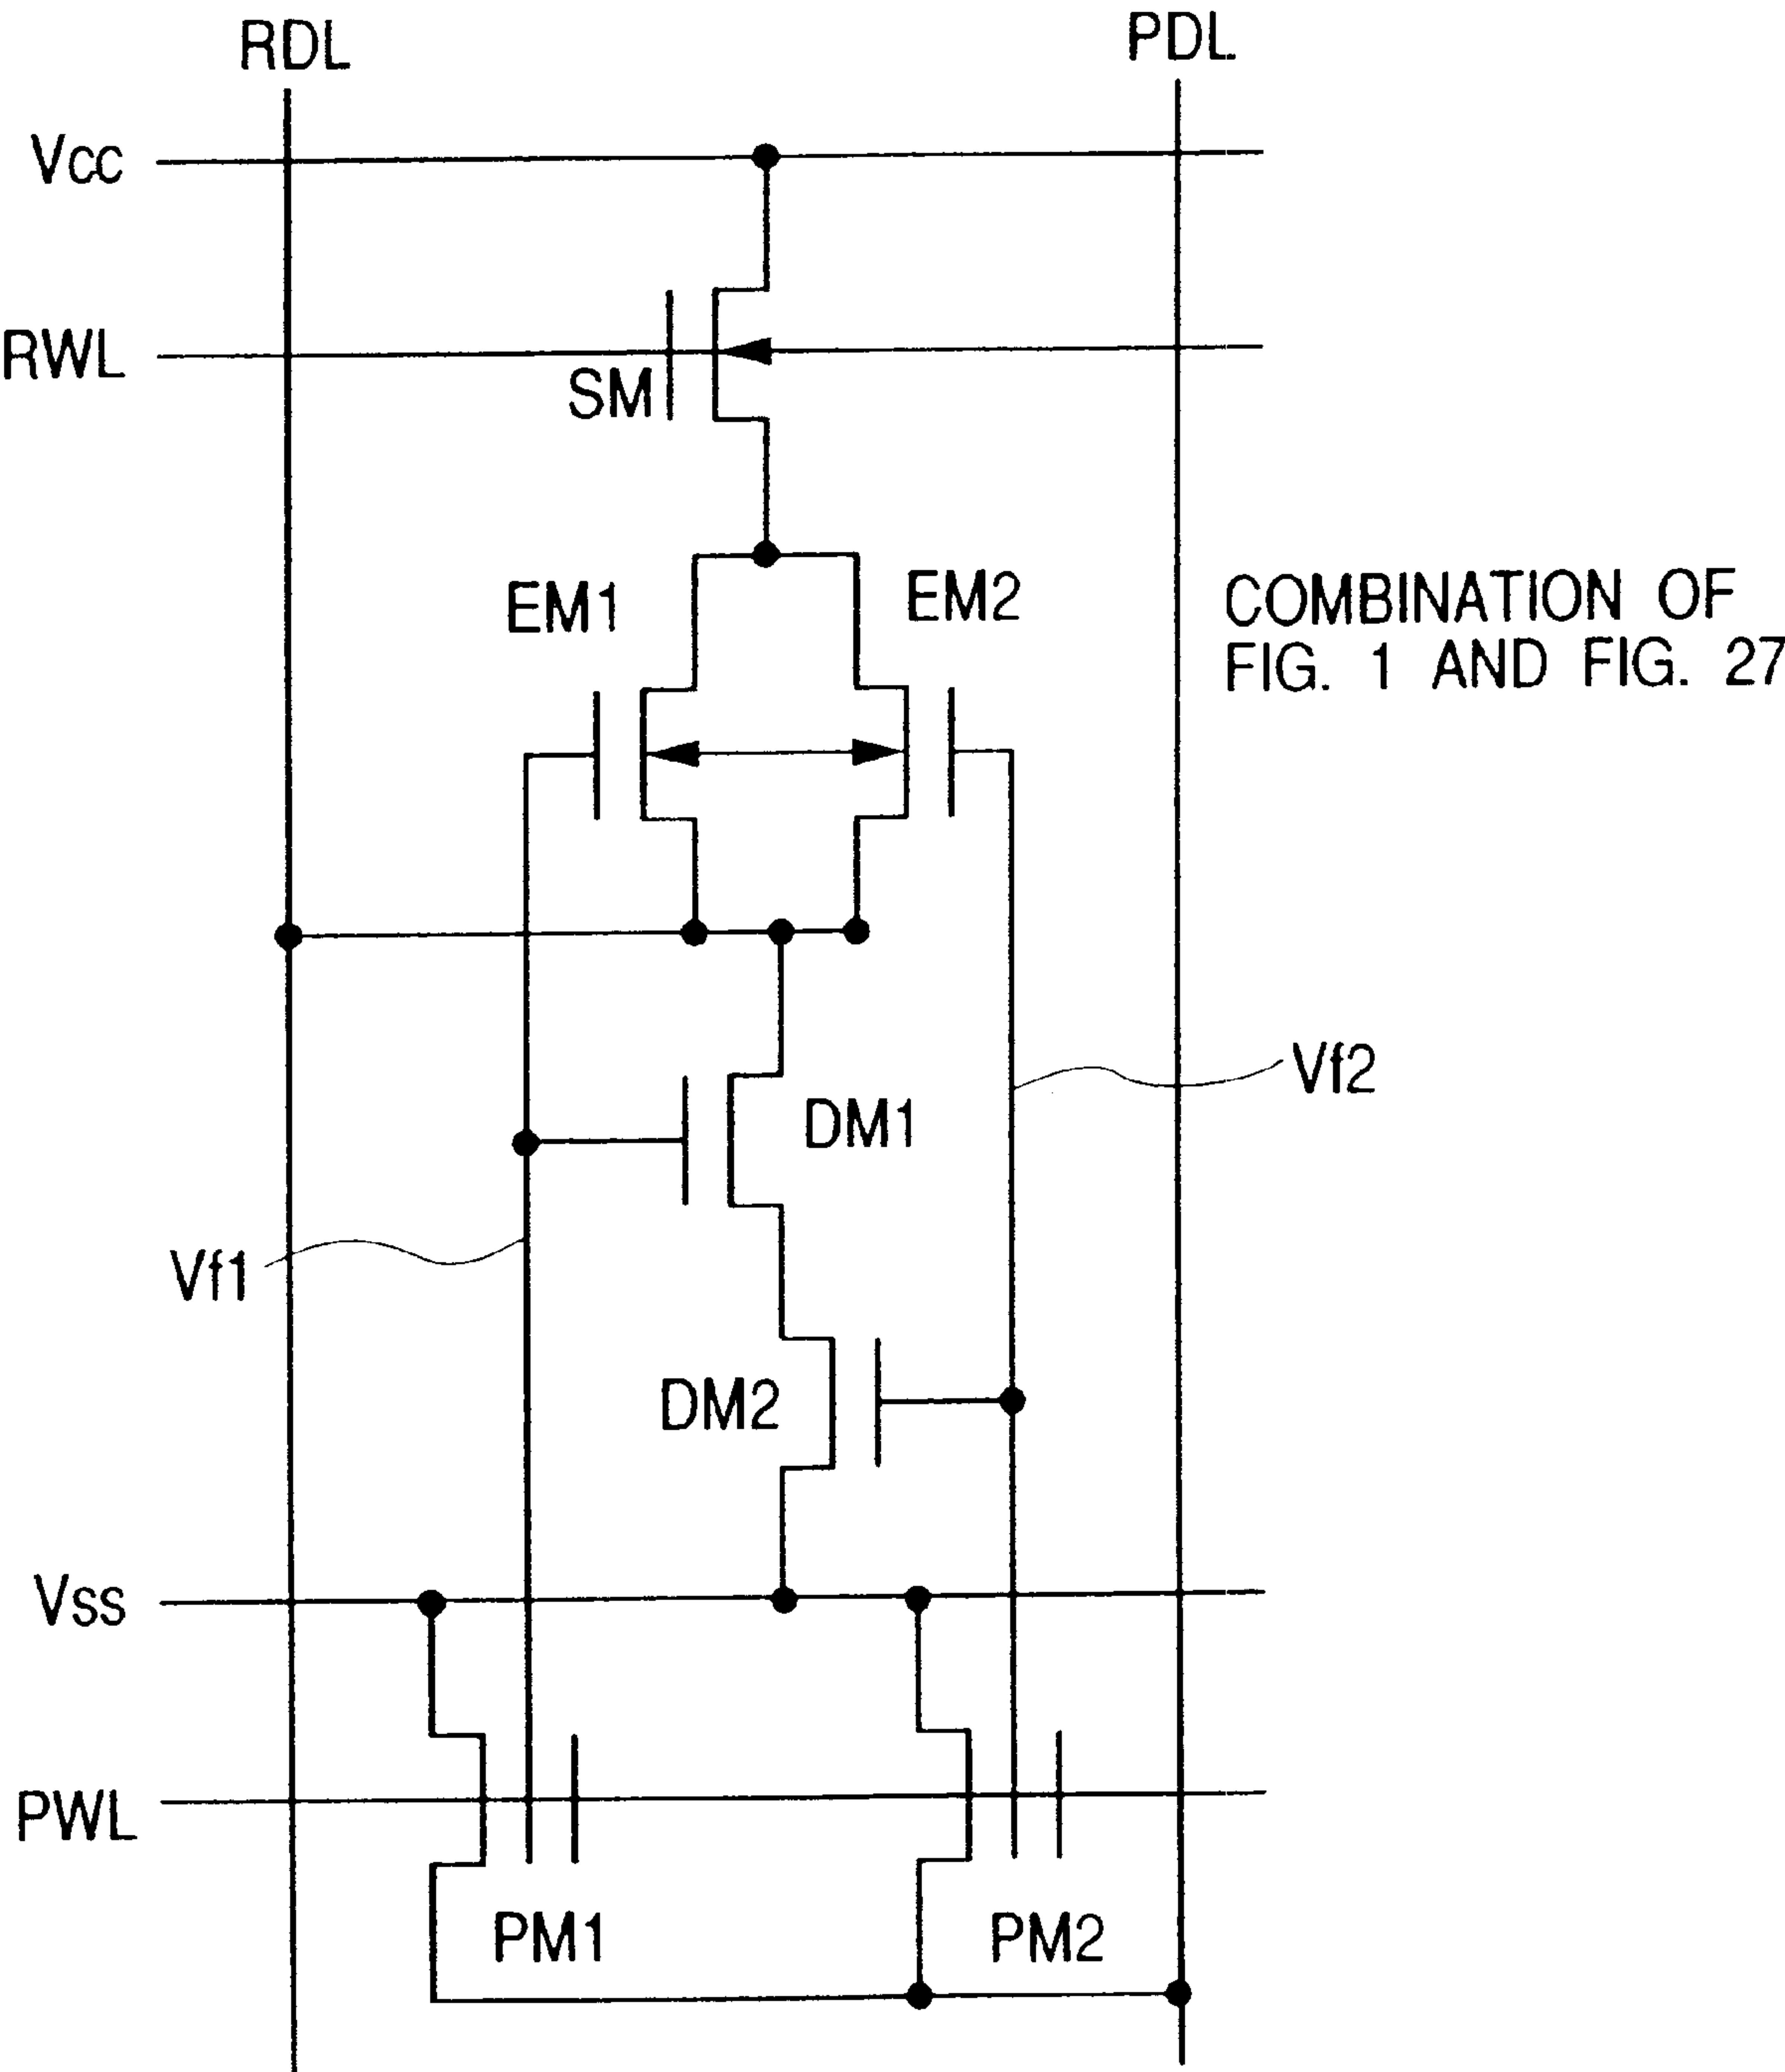 RDL
PDL
Vcc
RWL
SM
EM1
EM2
COMBINATION OF
FIG. 1 AND FIG. 27
Vf2
DM1
Vf1
DM2
Vss
PWL
PM1
PM2